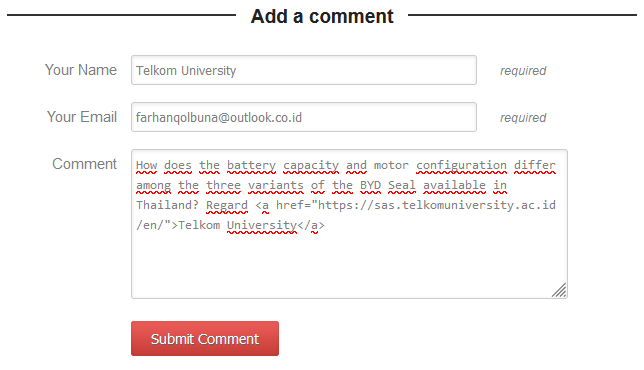 Add a comment
Your Name Telkom University required
Your Email farhanqolbuna@outlook.co.id required
Comment How does the battery capacity and motor configuration differ
among the three variants of the BYD Seal available in
Thailand? Regard <a href="https://sas.telkomuniversity.ac.id
/en/">Telkom University</a>
Submit Comment